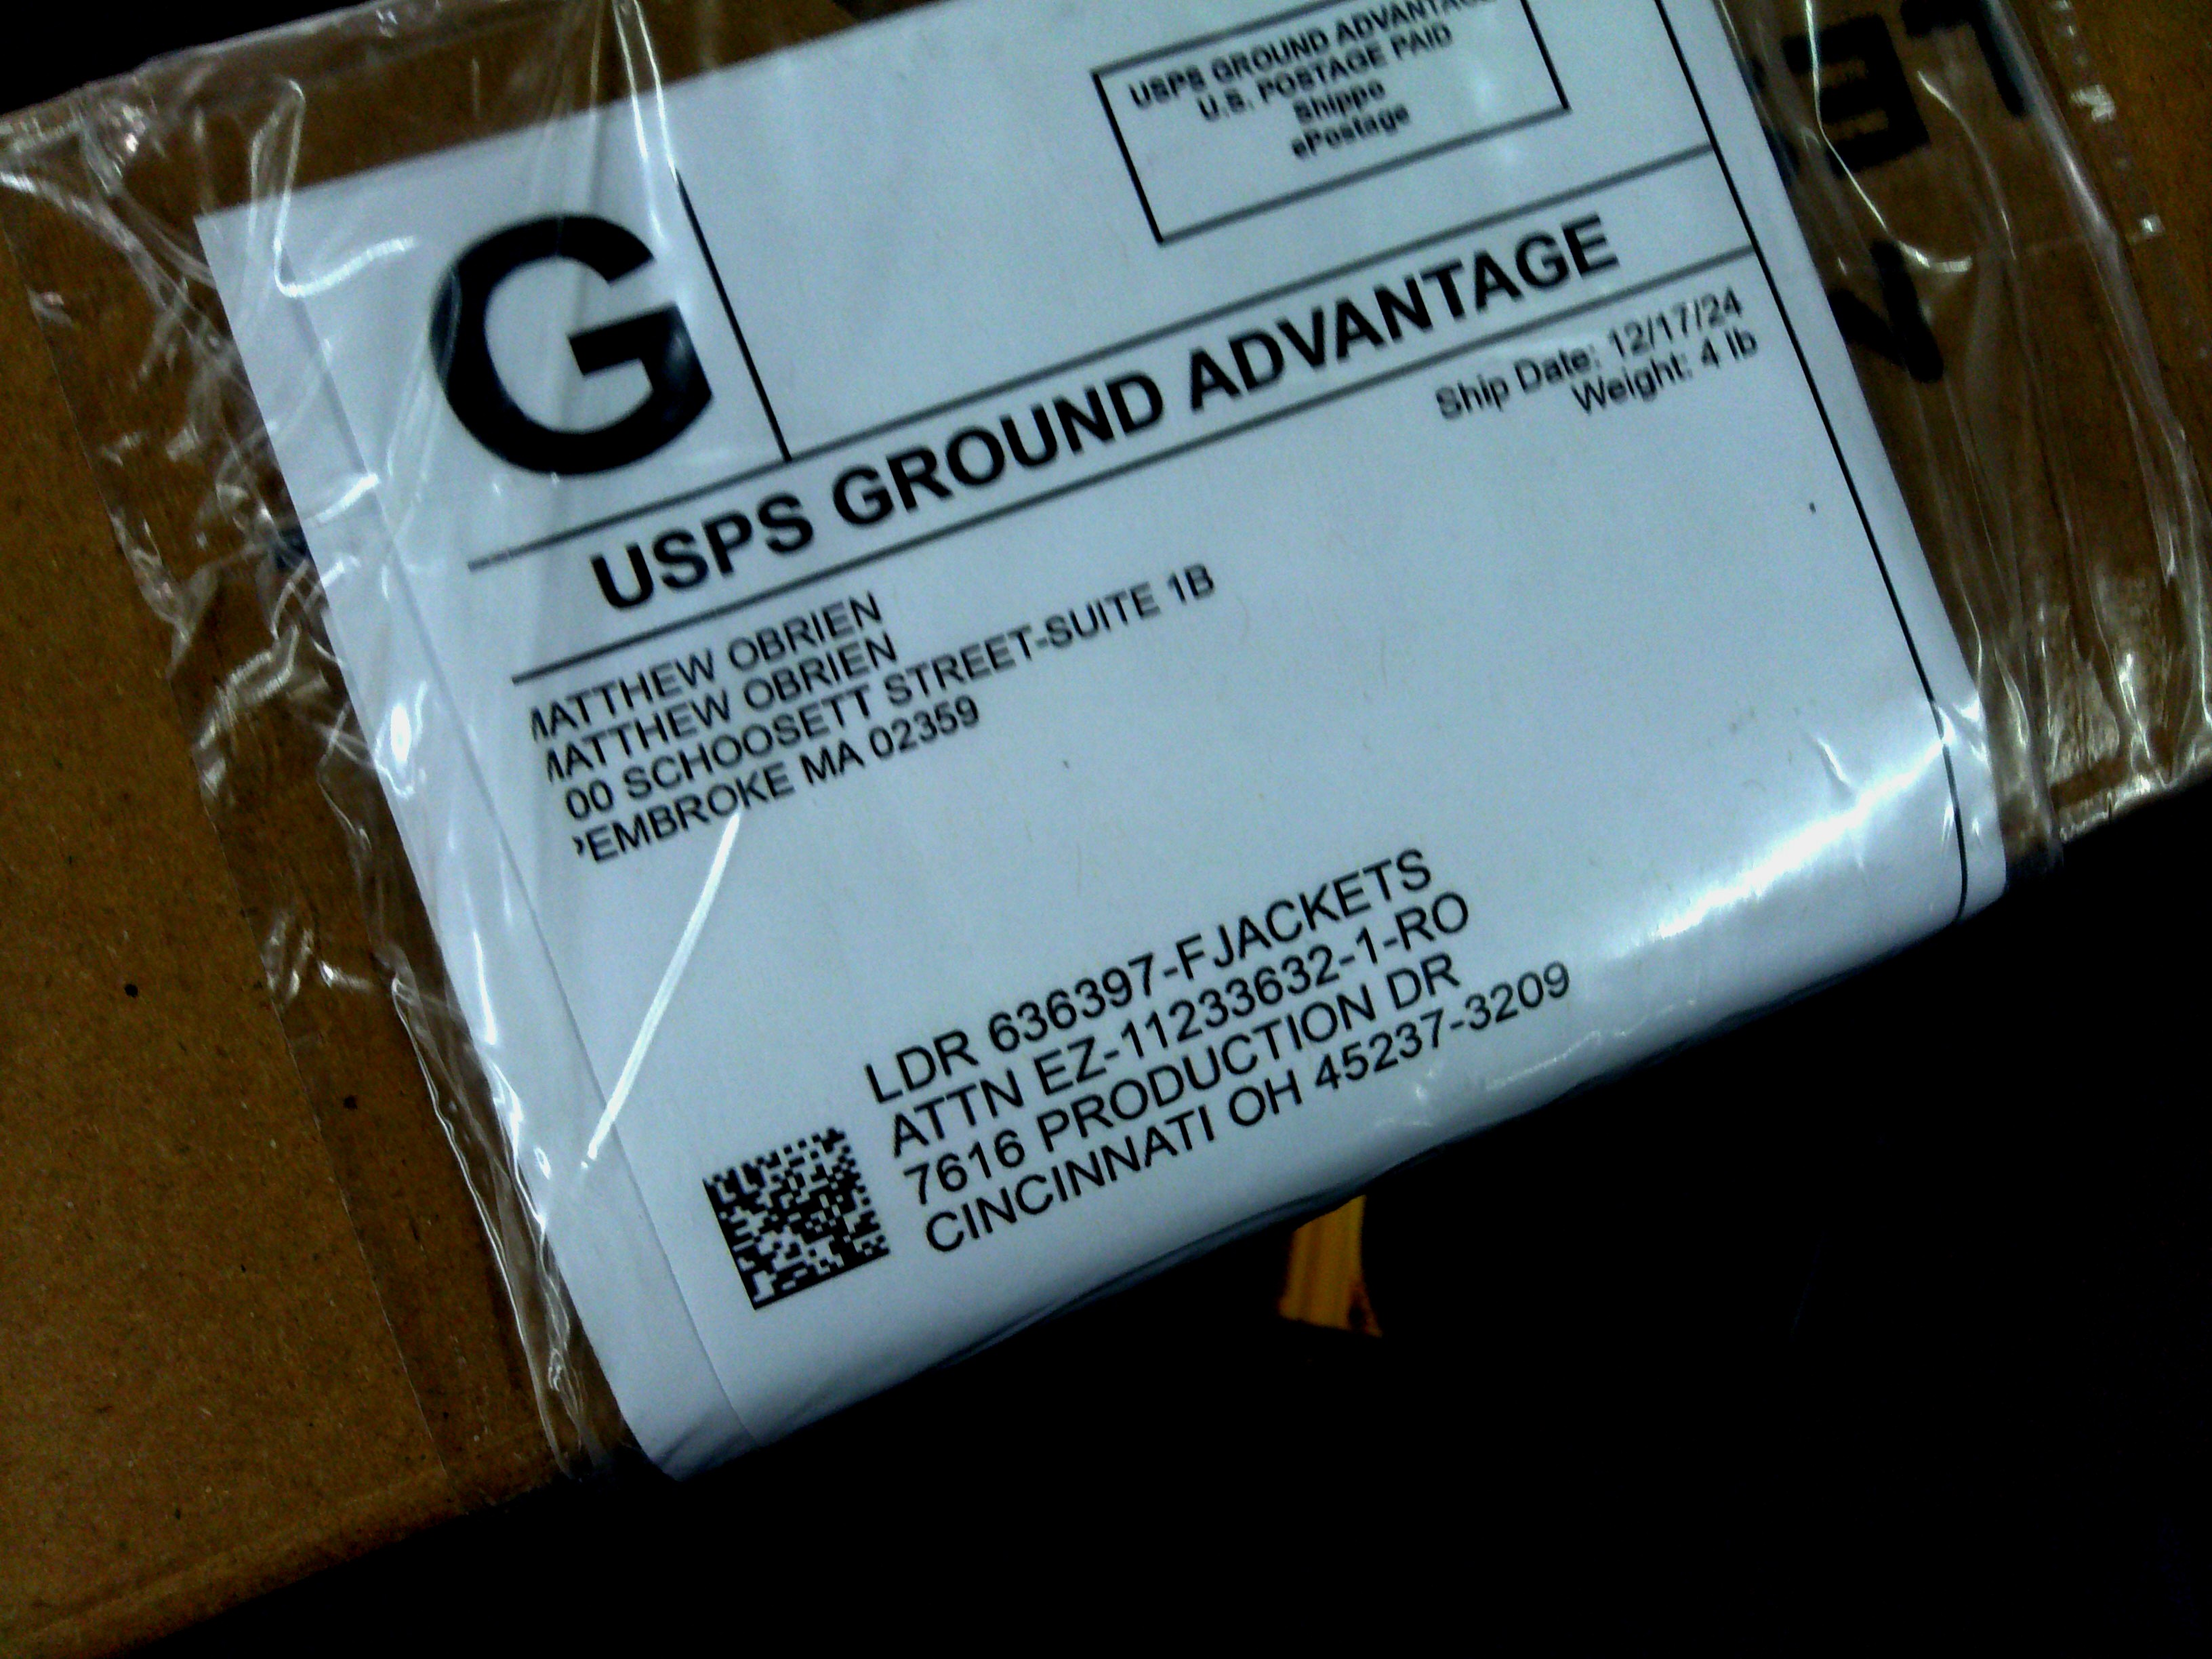 USPS GROUND ADVANTAGE
U.S. POSTAGE PAID
Shippo
ePostage
G
USPS GROUND ADVANTAGE
Ship Date: 12/17/24
Weight: 4 lb
MATTHEW OBRIEN
MATTHEW OBRIEN
00 SCHOOSETT STREET-SUITE 1B
PEMBROKE MA 02359
LDR 636397-FJACKETS
ATTN EZ-11233632-1-RO
7616 PRODUCTION DR
CINCINNATI OH 45237-3209